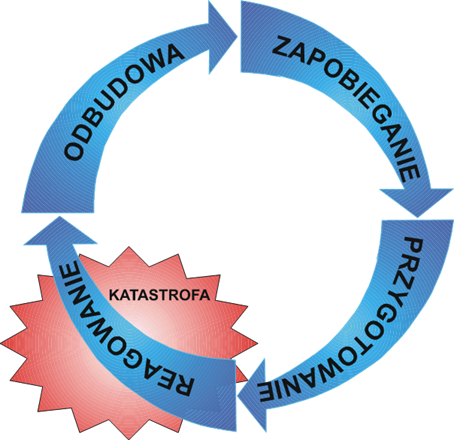 ODBUDOWA
ZAPOBIEGANIE
PRZYGOTOWANIE
REAGOWANIE
KATASTROFA